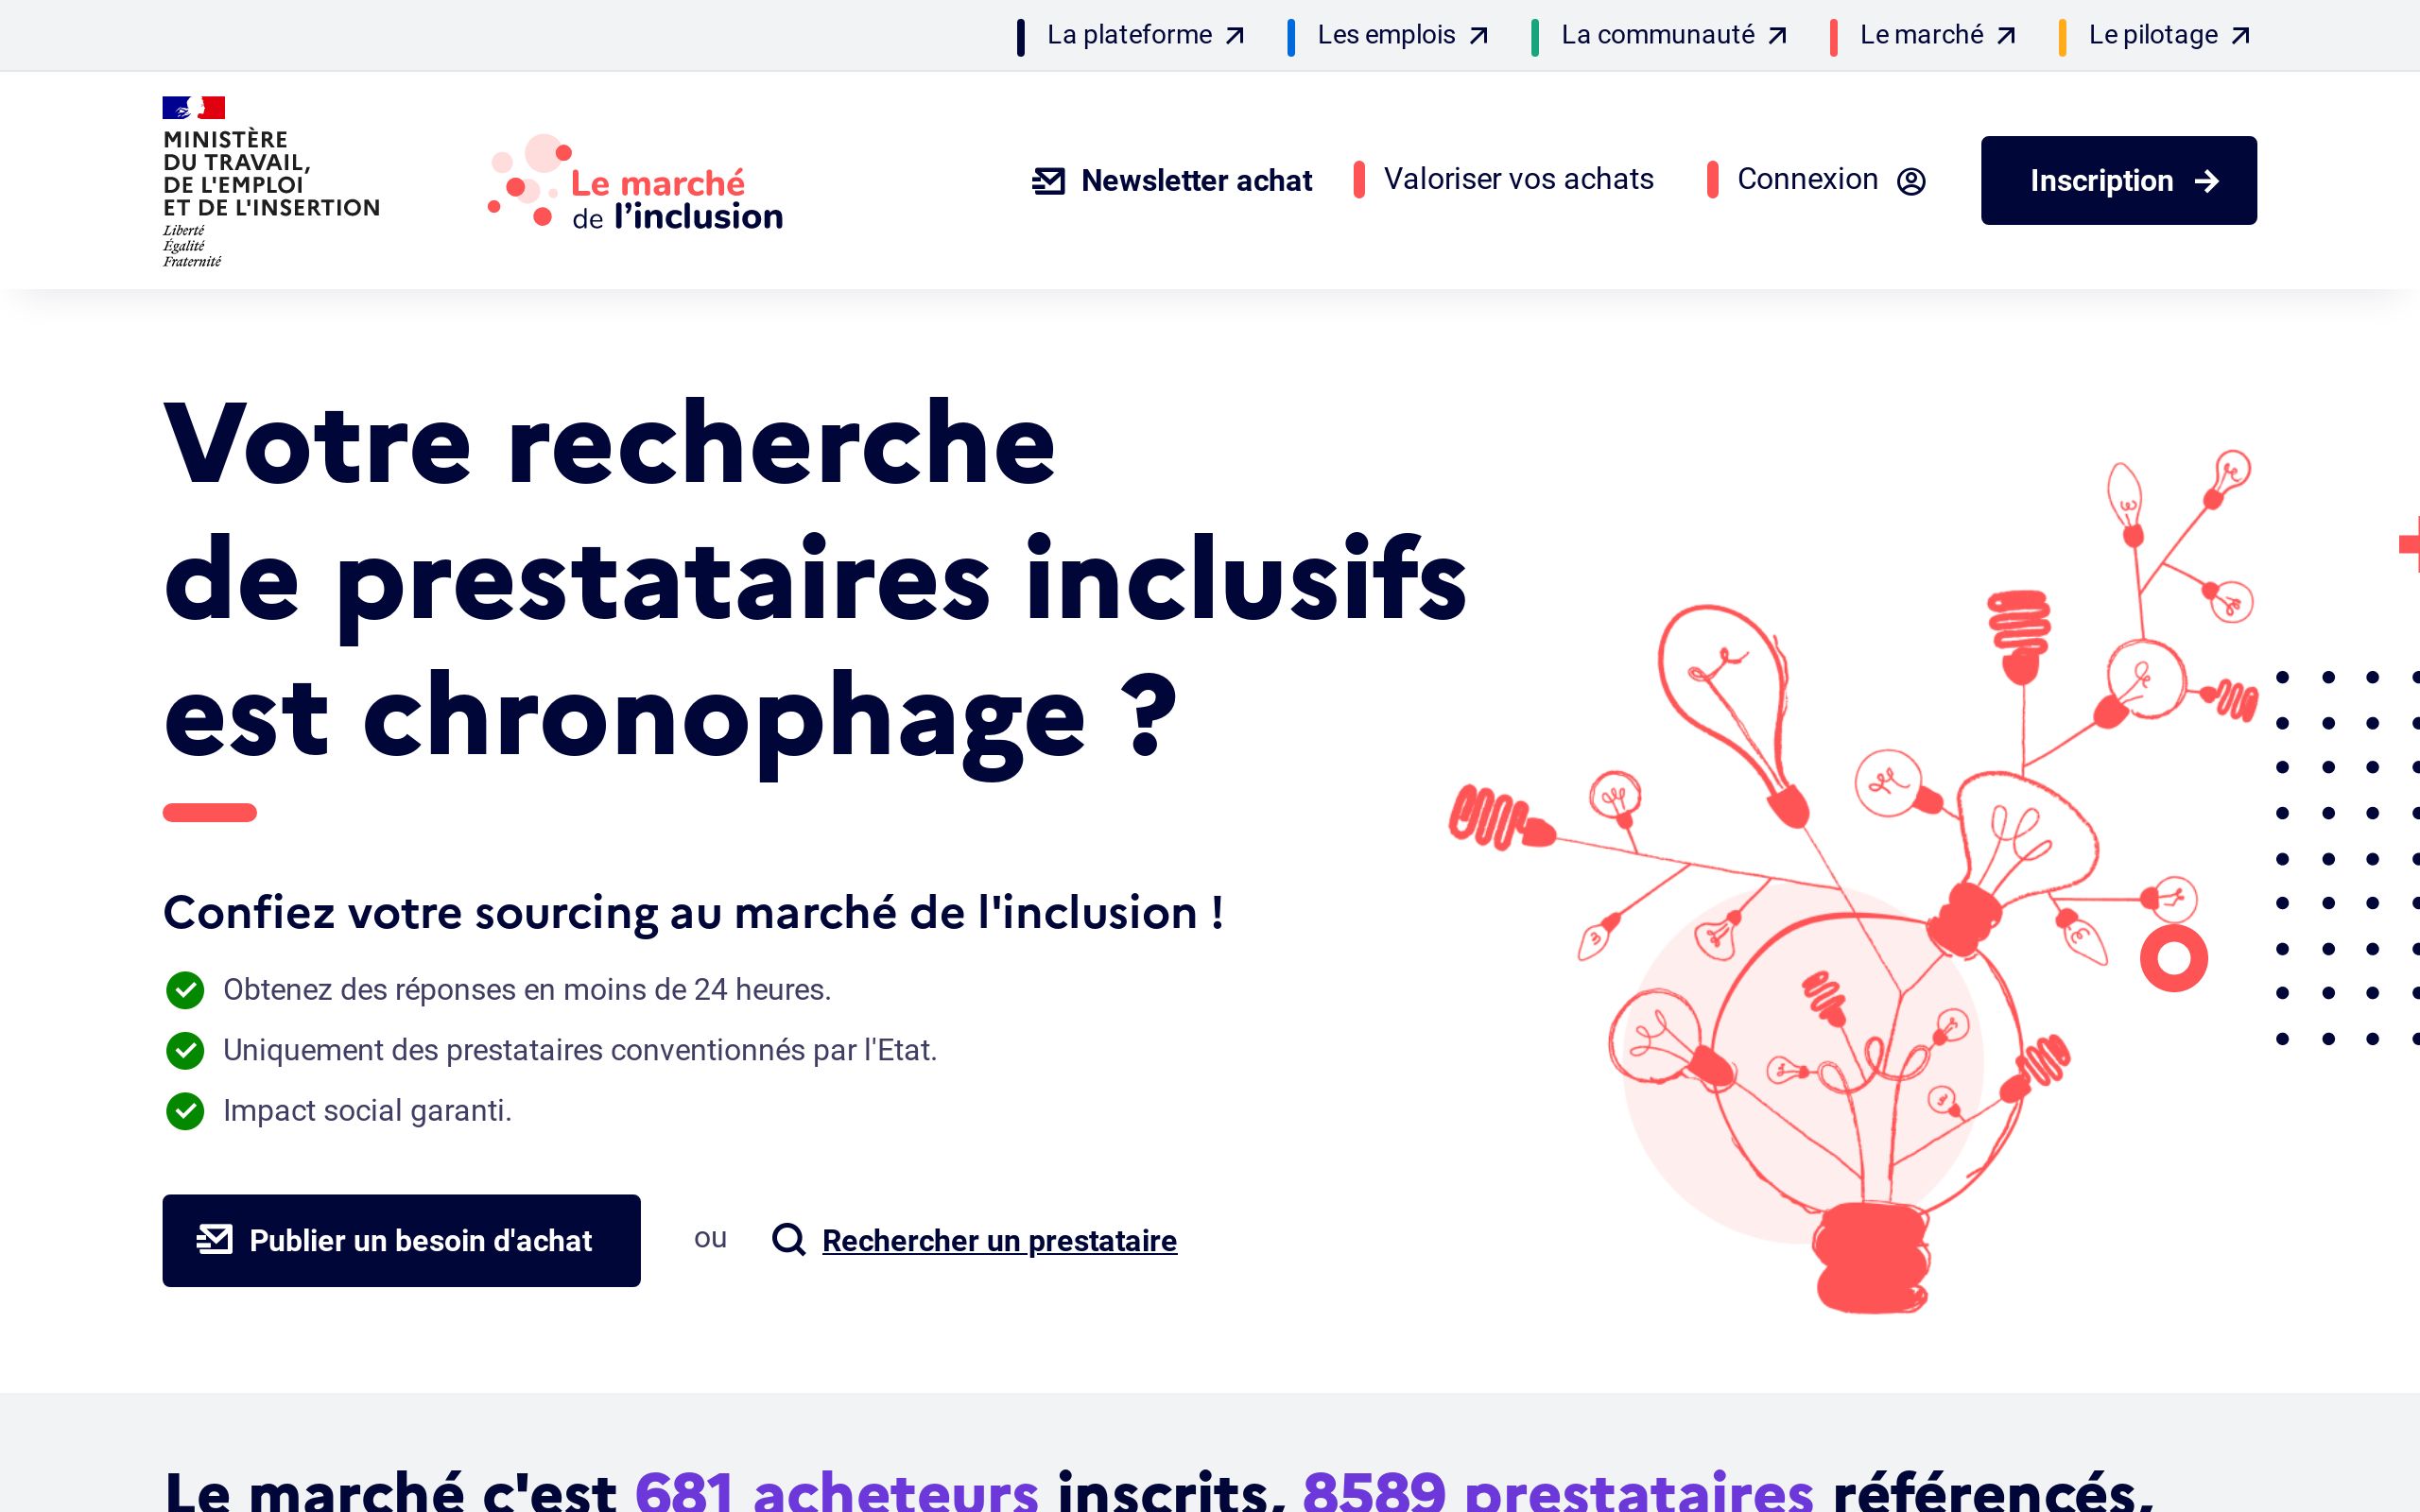 La plateforme
Les emplois
La communauté
Le marché
Le pilotage
MINISTÈRE
DU TRAVAIL,
DE L'EMPLOI
ET DE L'INSERTION
Liberté
Égalité
Fraternité
Le marché
de l'inclusion
Newsletter achat
Valoriser vos achats
Connexion
Inscription
Votre recherche
de prestataires inclusifs
est chronophage ?
Confiez votre sourcing au marché de l'inclusion !
Obtenez des réponses en moins de 24 heures.
Uniquement des prestataires conventionnés par l'Etat.
Impact social garanti.
Publier un besoin d'achat
ou
Rechercher un prestataire
Le marché c'est 681 acheteurs inscrits, 8589 prestataires référencés,